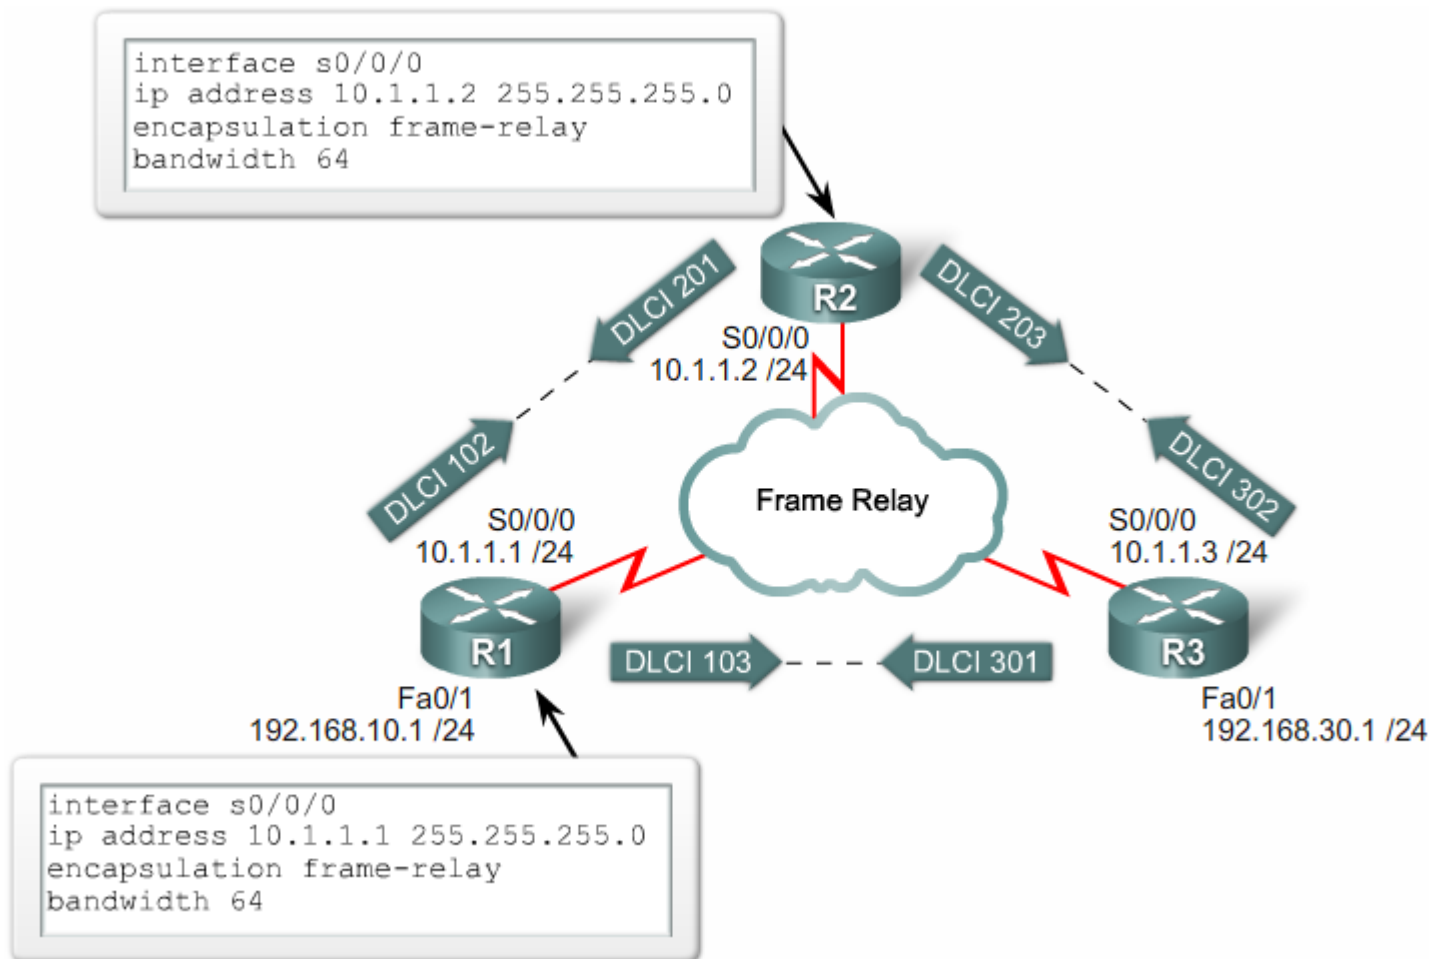 interface s0/0/0
ip address 10.1.1.2 255.255.255.0
encapsulation frame-relay
bandwidth 64
R2
DLCI 201
DLCI 203
S0/0/0
10.1.1.2 /24
DLCI 102
DLCI 302
Frame Relay
S0/0/0
10.1.1.1 /24
S0/0/0
10.1.1.3 /24
R1
DLCI 103
DLCI 301
R3
Fa0/1
192.168.10.1 /24
Fa0/1
192.168.30.1 /24
interface s0/0/0
ip address 10.1.1.1 255.255.255.0
encapsulation frame-relay
bandwidth 64